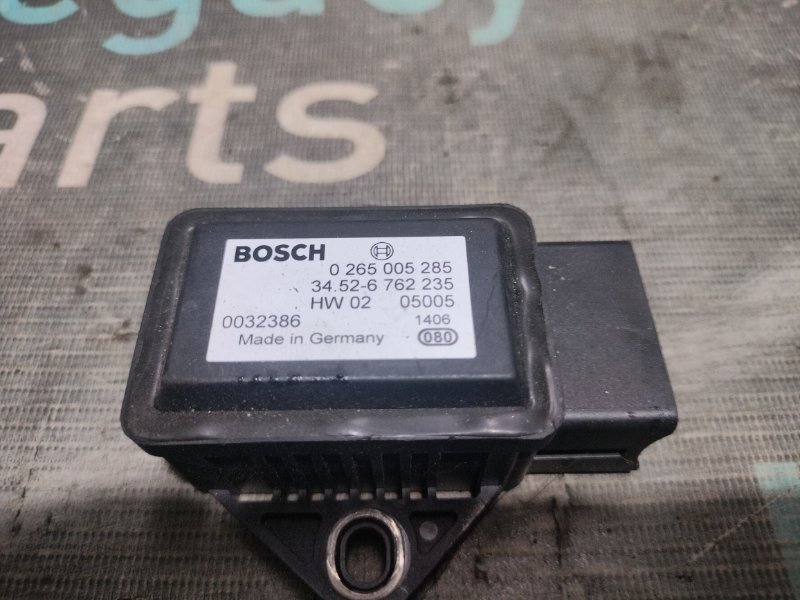 egacy
arts
BOSCH
0 265 005 285
34.52-6 762 235
HW 02 05005
0032386 1406
Made in Germany 080